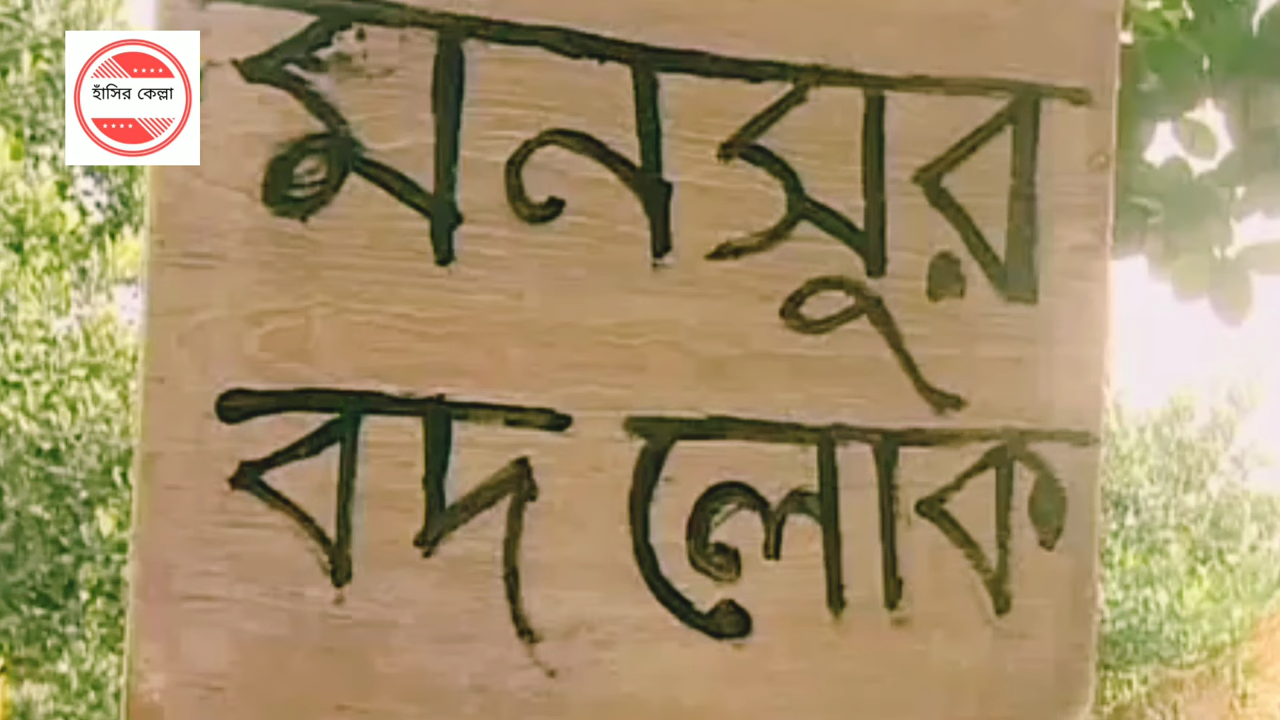 হাঁসির কেল্লা
মনসুর
বদ লোক